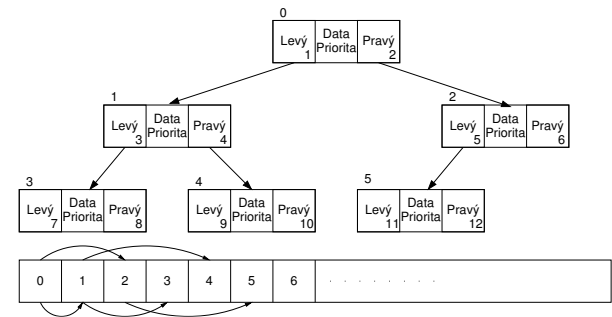 0
Levý 1 Data Priorita Pravý 2
1
Levý 3 Data Priorita Pravý 4
2
Levý 5 Data Priorita Pravý 6
3
Levý 7 Data Priorita Pravý 8
4
Levý 9 Data Priorita Pravý 10
5
Levý 11 Data Priorita Pravý 12
0 1 2 3 4 5 6 . . . . . . . .